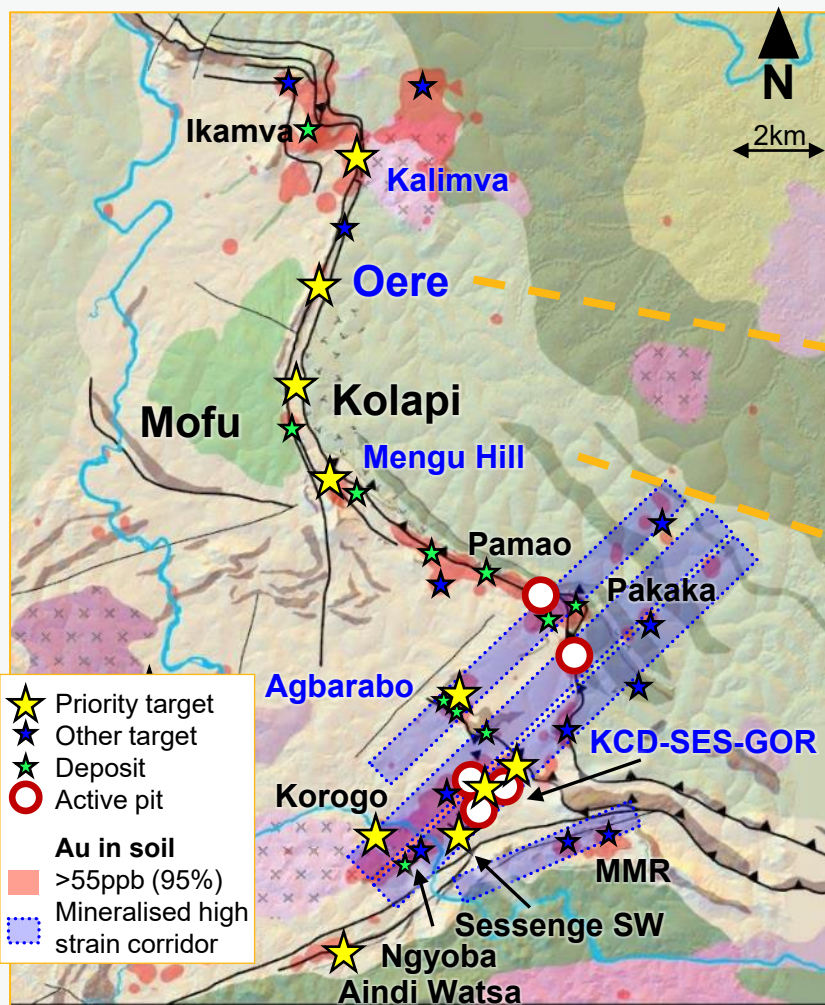 N
2km
Ikamva
Kalimva
Oere
Kolapi
Mofu
Mengu Hill
Pamao
Pakaka
Agbarabo
KCD-SES-GOR
Korogo
MMR
Sessenge SW
Ngyoba
Aindi Watsa
Priority target
Other target
Deposit
Active pit
Au in soil
>55ppb (95%)
Mineralised high
strain corridor